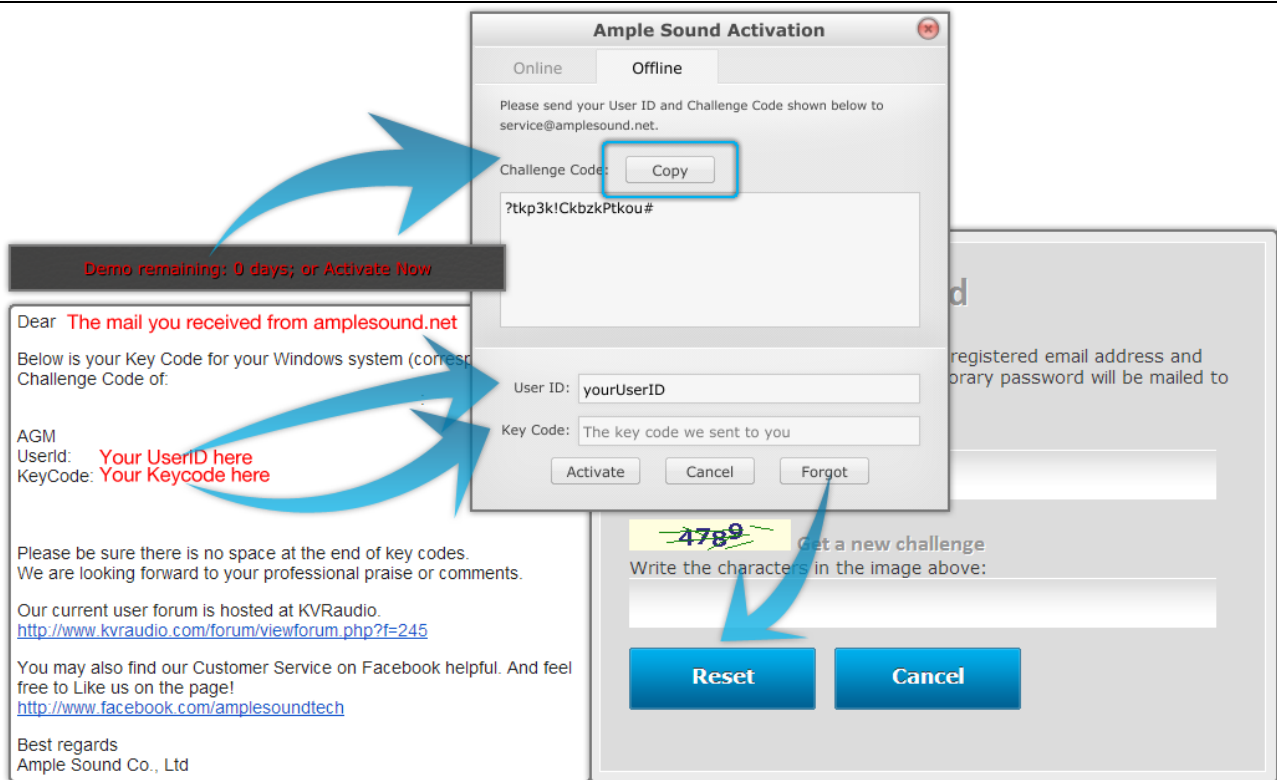 Ample Sound Activation
Online Offline
Please send your User ID and Challenge Code shown below to
service@amplesound.net.
Challenge Code: Copy
?tkp3k!CkbzkPtkou#
User ID: yourUserID
Key Code: The key code we sent to you
Activate Cancel Forgot
Demo remaining: 0 days; or Activate Now
Dear The mail you received from amplesound.net
Below is your Key Code for your Windows system (corresp
Challenge Code of:
:
AGM
UserId: Your UserID here
KeyCode: Your Keycode here
Please be sure there is no space at the end of key codes.
We are looking forward to your professional praise or comments.
Our current user forum is hosted at KVRaudio.
http://www.kvraudio.com/forum/viewforum.php?f=245
You may also find our Customer Service on Facebook helpful. And feel
free to Like us on the page!
http://www.facebook.com/amplesoundtech
Best regards
Ample Sound Co., Ltd
d
registered email address and
orary password will be mailed to
4789 Get a new challenge
Write the characters in the image above:
Reset Cancel